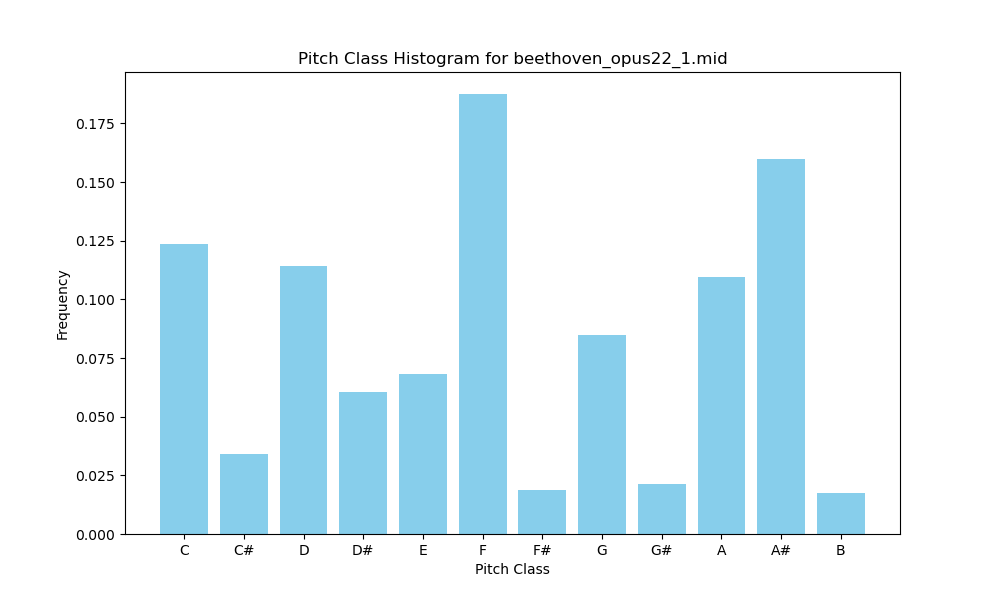 Pitch Class Histogram for beethoven_opus22_1.mid
Frequency
0.175
0.150
0.125
0.100
0.075
0.050
0.025
0.000
C C# D D# E F F# G G# A A# B
Pitch Class